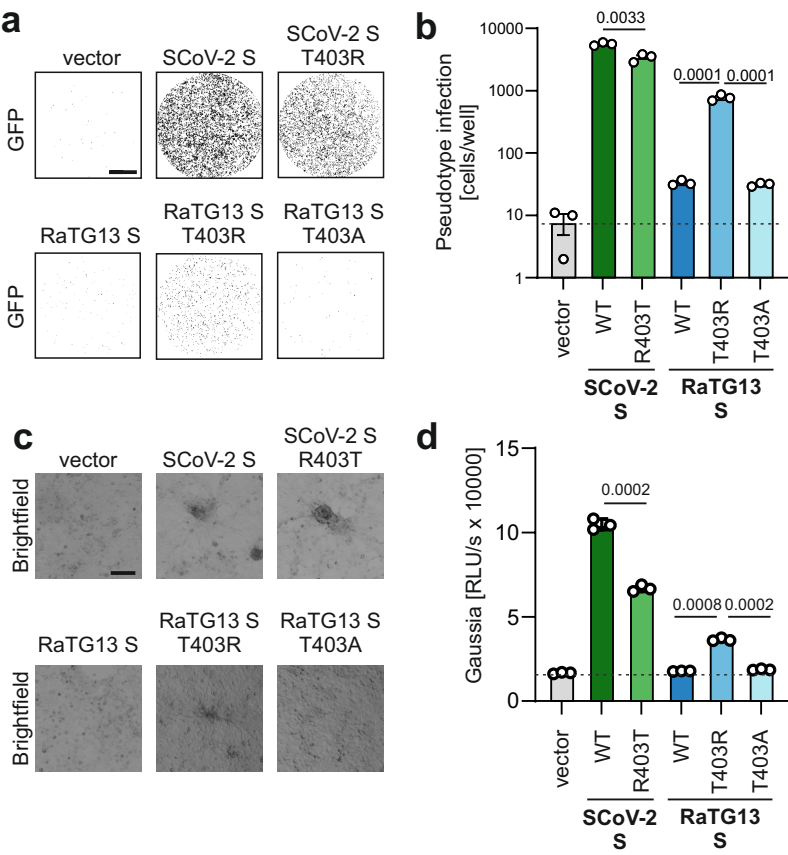 a
vector
SCoV-2 S
SCoV-2 S
T403R
GFP
RaTG13 S
RaTG13 S
T403R
RaTG13 S
T403A
GFP
b
Pseudotype infection
[cells/well]
10000
1000
100
10
1
0.0033
0.0001
0.0001
vector
WT
R403T
WT
T403R
T403A
SCoV-2
S
RaTG13
S
c
vector
SCoV-2 S
SCoV-2 S
R403T
Brightfield
RaTG13 S
RaTG13 S
T403R
RaTG13 S
T403A
Brightfield
d
Gaussia [RLU/s x 10000]
15
10
5
0
0.0002
0.0008
0.0002
vector
WT
R403T
WT
T403R
T403A
SCoV-2
S
RaTG13
S